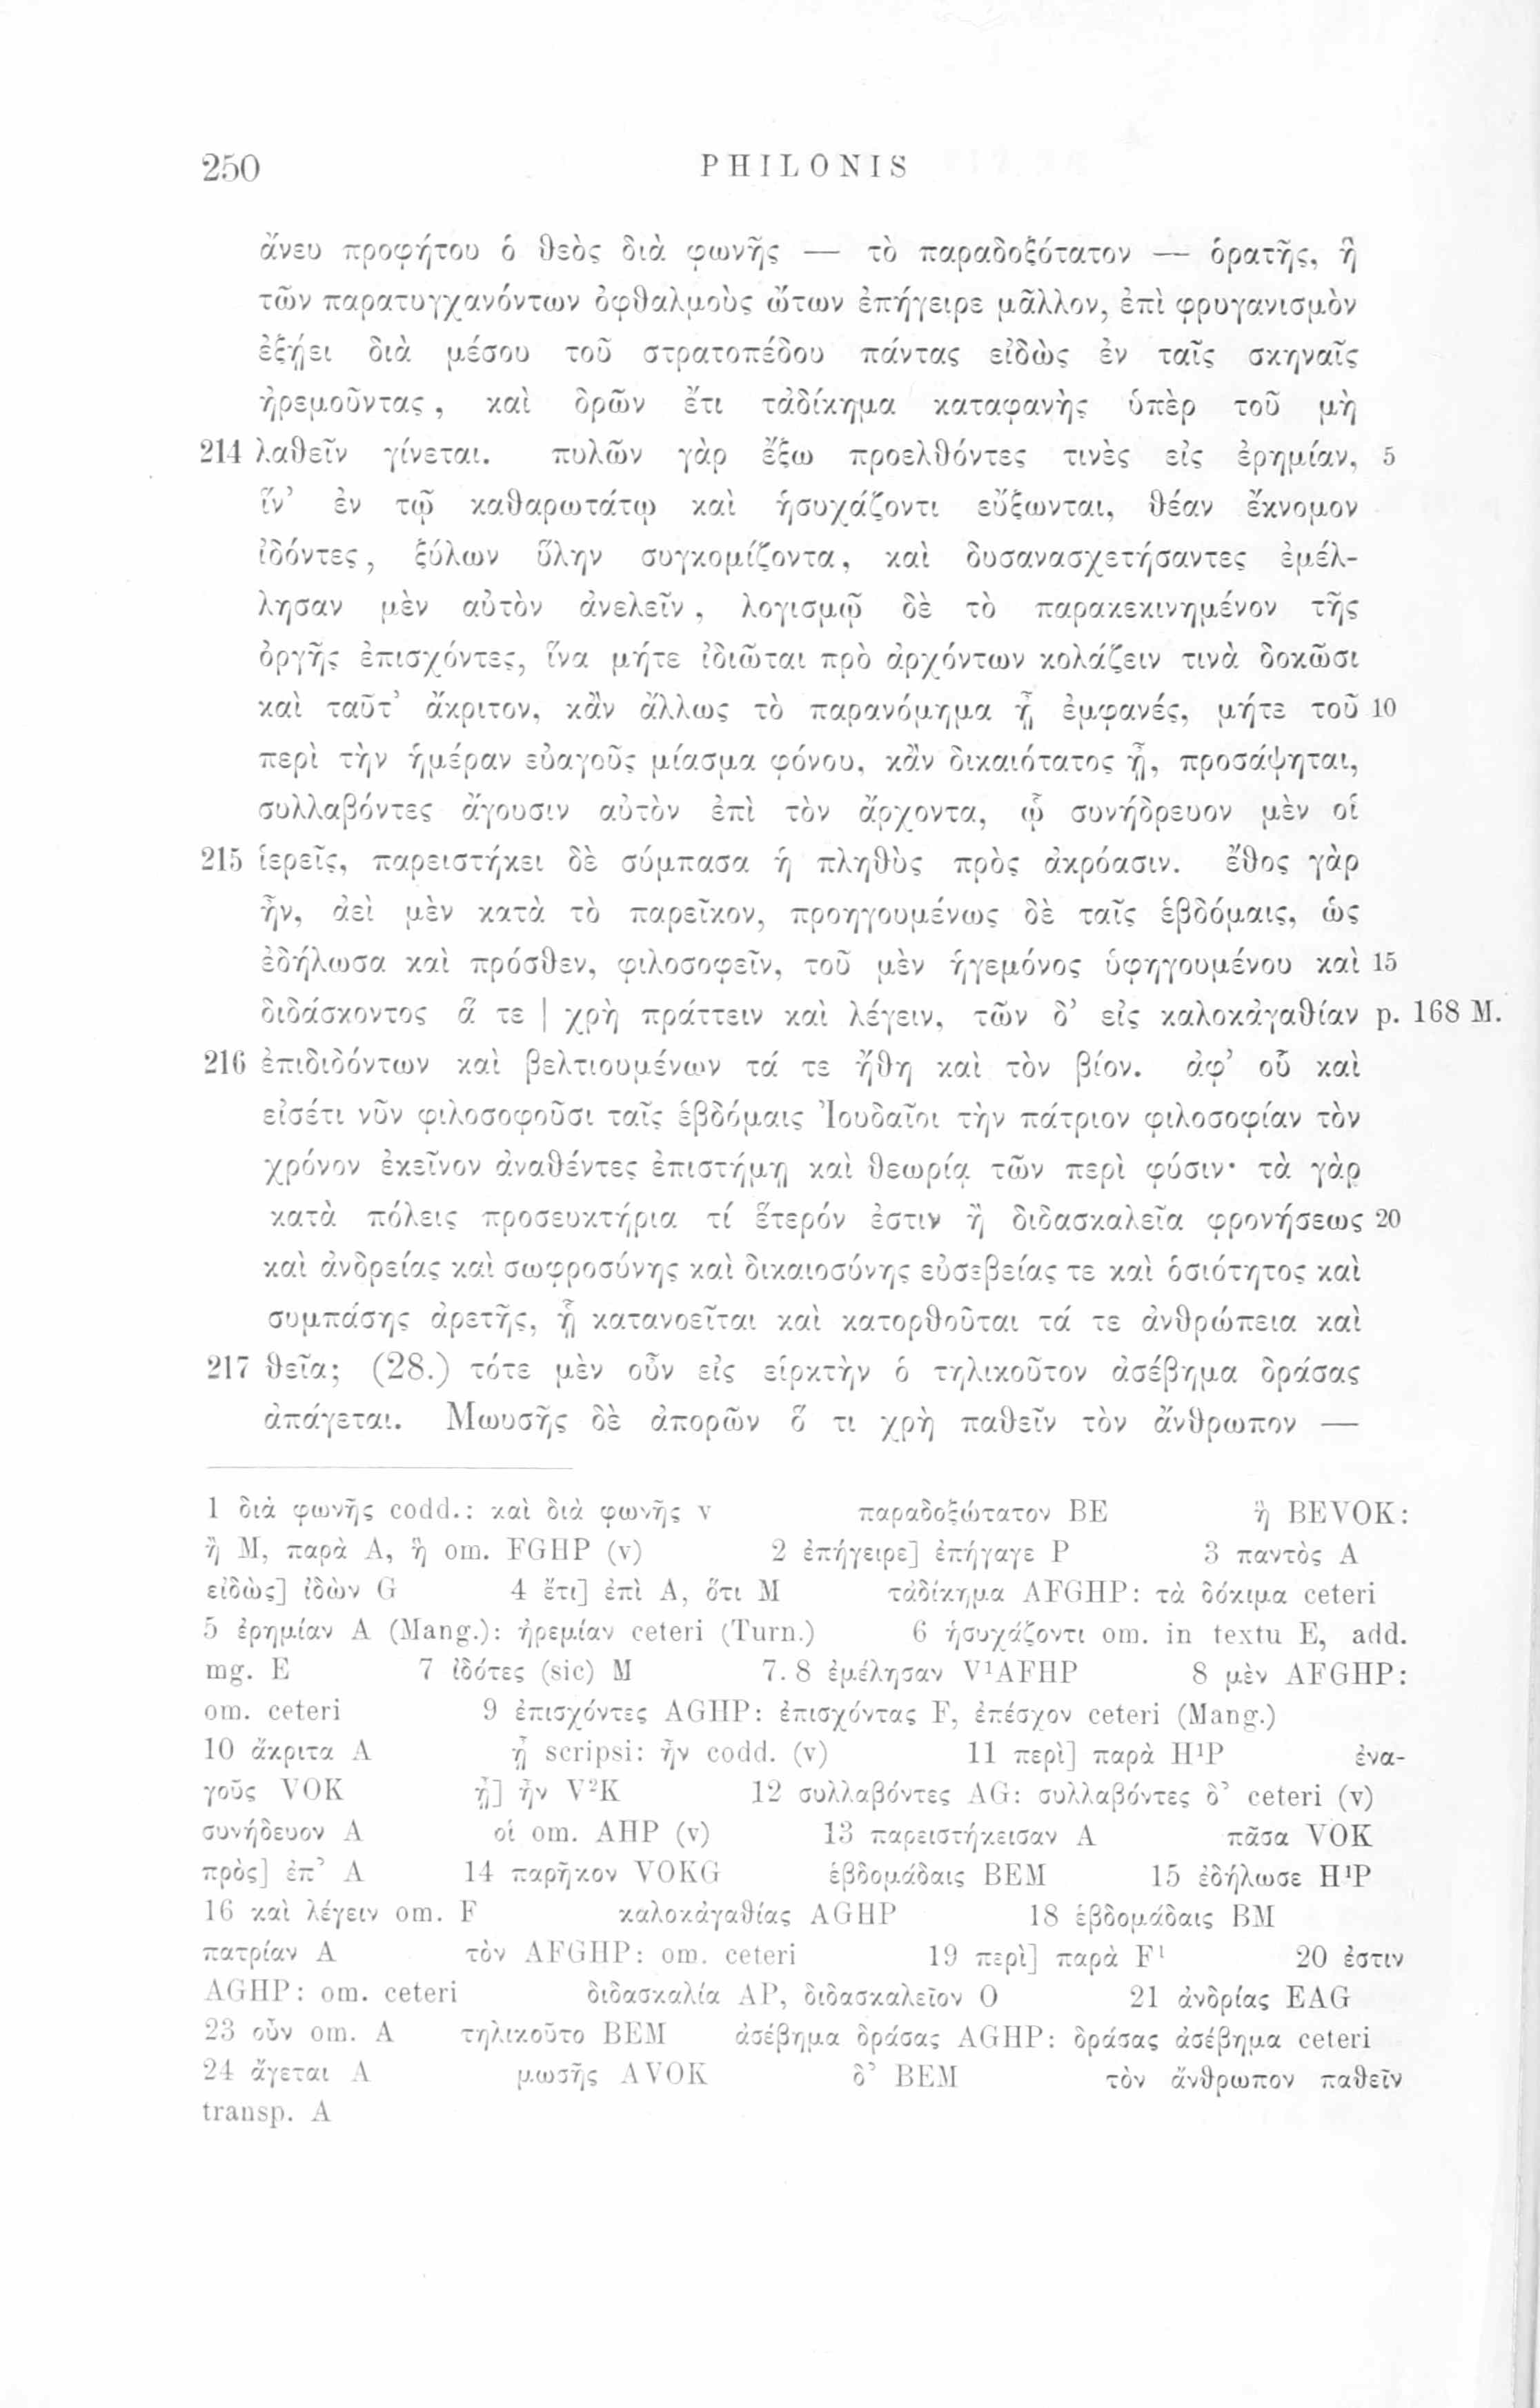 250 PHILONIS
ἄνευ προφήτου ὁ θεὸς διὰ φωνῆς — τὸ παραδοξότατον — ὁρατῆς, ἣ
τῶν παρατυγχανόντων ὀφθαλμοὺς ὤτων ἐπήγειρε μᾶλλον, ἐπὶ φρυγανισμὸν
ἐξῄει διὰ μέσου τοῦ στρατοπέδου πάντας εἰδὼς ἐν ταῖς σκηναῖς
ἠρεμοῦντας, καὶ δρῶν ἔτι τἀδίκημα καταφανὴς ὑπὲρ τοῦ μὴ
214 λαθεῖν γίνεται. πυλῶν γὰρ ἔξω προελθόντες τινὲς εἰς ἐρημίαν, 5
ἵν’ ἐν τῷ καθαρωτάτῳ καὶ ἡσυχάζοντι εὔξωνται, θέαν ἔκνομον
ἰδόντες, ξύλων ὕλην συγκομίζοντα, καὶ δυσανασχετήσαντες ἐμέλ-
λησαν μὲν αὐτὸν ἀνελεῖν, λογισμῷ δὲ τὸ παρακεκινημένον τῆς
ὀργῆς ἐπισχόντες, ἵνα μήτε ἰδιῶται πρὸ ἀρχόντων κολάζειν τινὰ δοκῶσι
καὶ ταῦτ’ ἄκριτον, κἂν ἄλλως τὸ παρανόμημα ᾖ ἐμφανές, μήτε τοῦ 10
περὶ τὴν ἡμέραν εὐαγοῦς μίασμα φόνου, κἂν δικαιότατος ᾖ, προσάψηται,
συλλαβόντες ἄγουσιν αὐτὸν ἐπὶ τὸν ἄρχοντα, ᾧ συνήδρευον μὲν οἱ
215 ἱερεῖς, παρειστήκει δὲ σύμπασα ἡ πληθὺς πρὸς ἀκρόασιν. ἔθος γὰρ
ἦν, ἀεὶ μὲν κατὰ τὸ παρεῖκον, προηγουμένως δὲ ταῖς ἑβδόμαις, ὡς
ἐδήλωσα καὶ πρόσθεν, φιλοσοφεῖν, τοῦ μὲν ἡγεμόνος ὑφηγουμένου καὶ 15
διδάσκοντος ἅ τε | χρὴ πράττειν καὶ λέγειν, τῶν δ’ εἰς καλοκἀγαθίαν p. 168 M.
216 ἐπιδιδόντων καὶ βελτιουμένων τά τε ἤθη καὶ τὸν βίον. ἀφ’ οὗ καὶ
εἰσέτι νῦν φιλοσοφοῦσι ταῖς ἑβδόμαις Ἰουδαῖοι τὴν πάτριον φιλοσοφίαν τὸν
χρόνον ἐκεῖνον ἀναθέντες ἐπιστήμῃ καὶ θεωρίᾳ τῶν περὶ φύσιν· τὰ γὰρ
κατὰ πόλεις προσευκτήρια τί ἕτερόν ἐστιν ἢ διδασκαλεῖα φρονήσεως 20
καὶ ἀνδρείας καὶ σωφροσύνης καὶ δικαιοσύνης εὐσεβείας τε καὶ ὁσιότητος καὶ
συμπάσης ἀρετῆς, ᾗ κατανοεῖται καὶ κατορθοῦται τά τε ἀνθρώπεια καὶ
217 θεῖα; (28.) τότε μὲν οὖν εἰς εἱρκτὴν ὁ τηλικοῦτον ἀσέβημα δράσας
ἀπάγεται. Μωυσῆς δὲ ἀπορῶν ὅ τι χρὴ παθεῖν τὸν ἄνθρωπον —
1 διὰ φωνῆς codd.: καὶ διὰ φωνῆς v παραδοξώτατον BE ἣ BEVOK:
ἢ M, παρὰ A, ἣ om. FGHP (v) 2 ἐπήγειρε] ἐπήγαγε P 3 παντὸς A
εἰδὼς] ἰδὼν G 4 ἔτι] ἐπὶ A, ὅτι M τἀδίκημα AFGHP: τὰ δόκιμα ceteri
5 ἐρημίαν A (Mang.): ἠρεμίαν ceteri (Turn.) 6 ἡσυχάζοντι om. in textu E, add.
mg. E 7 ἰδότες (sic) M 7. 8 ἐμέλησαν V¹AFHP 8 μὲν AFGHP:
om. ceteri 9 ἐπισχόντες AGHP: ἐπισχόντας F, ἐπέσχον ceteri (Mang.)
10 ἄκριτα A ᾖ scripsi: ἦν codd. (v) 11 περὶ] παρὰ H¹P ἐνα-
γοῦς VOK ᾖ] ἦν V²K 12 συλλαβόντες AG: συλλαβόντες δ’ ceteri (v)
συνήδευον A οἱ om. AHP (v) 13 παρειστήκεισαν A πᾶσα VOK
πρὸς] ἐπ’ A 14 παρῆκον VOKG ἑβδομάδαις BEM 15 ἐδήλωσε H¹P
16 καὶ λέγειν om. F καλοκἀγαθίας AGHP 18 ἑβδομάδαις BM
πατρίαν A τὸν AFGHP: om. ceteri 19 περὶ] παρὰ F¹ 20 ἐστιν
AGHP: om. ceteri διδασκαλία AP, διδασκαλεῖον O 21 ἀνδρίας EAG
23 οὖν om. A τηλικοῦτο BEM ἀσέβημα δράσας AGHP: δράσας ἀσέβημα ceteri
24 ἄγεται A μωσῆς AVOK δ’ BEM τὸν ἄνθρωπον παθεῖν
transp. A